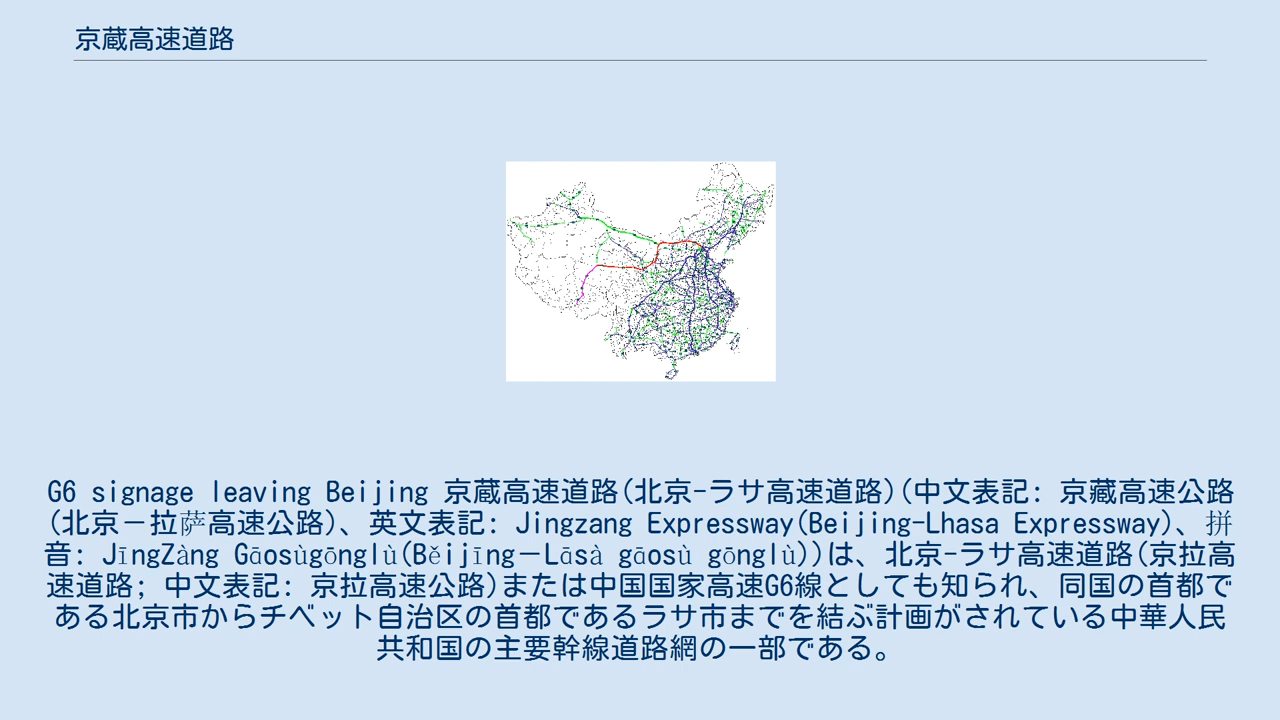 京蔵高速道路
G6 signage leaving Beijing 京蔵高速道路(北京-ラサ高速道路)(中文表記: 京藏高速公路
(北京－拉萨高速公路)、英文表記: Jingzang Expressway(Beijing-Lhasa Expressway)、拼
音: JīngZàng Gāosùgōnglù(Běijīng－Lāsà gāosù gōnglù))は、北京-ラサ高速道路(京拉高
速道路; 中文表記: 京拉高速公路)または中国国家高速G6線としても知られ、同国の首都で
ある北京市からチベット自治区の首都であるラサ市までを結ぶ計画がされている中華人民
共和国の主要幹線道路網の一部である。